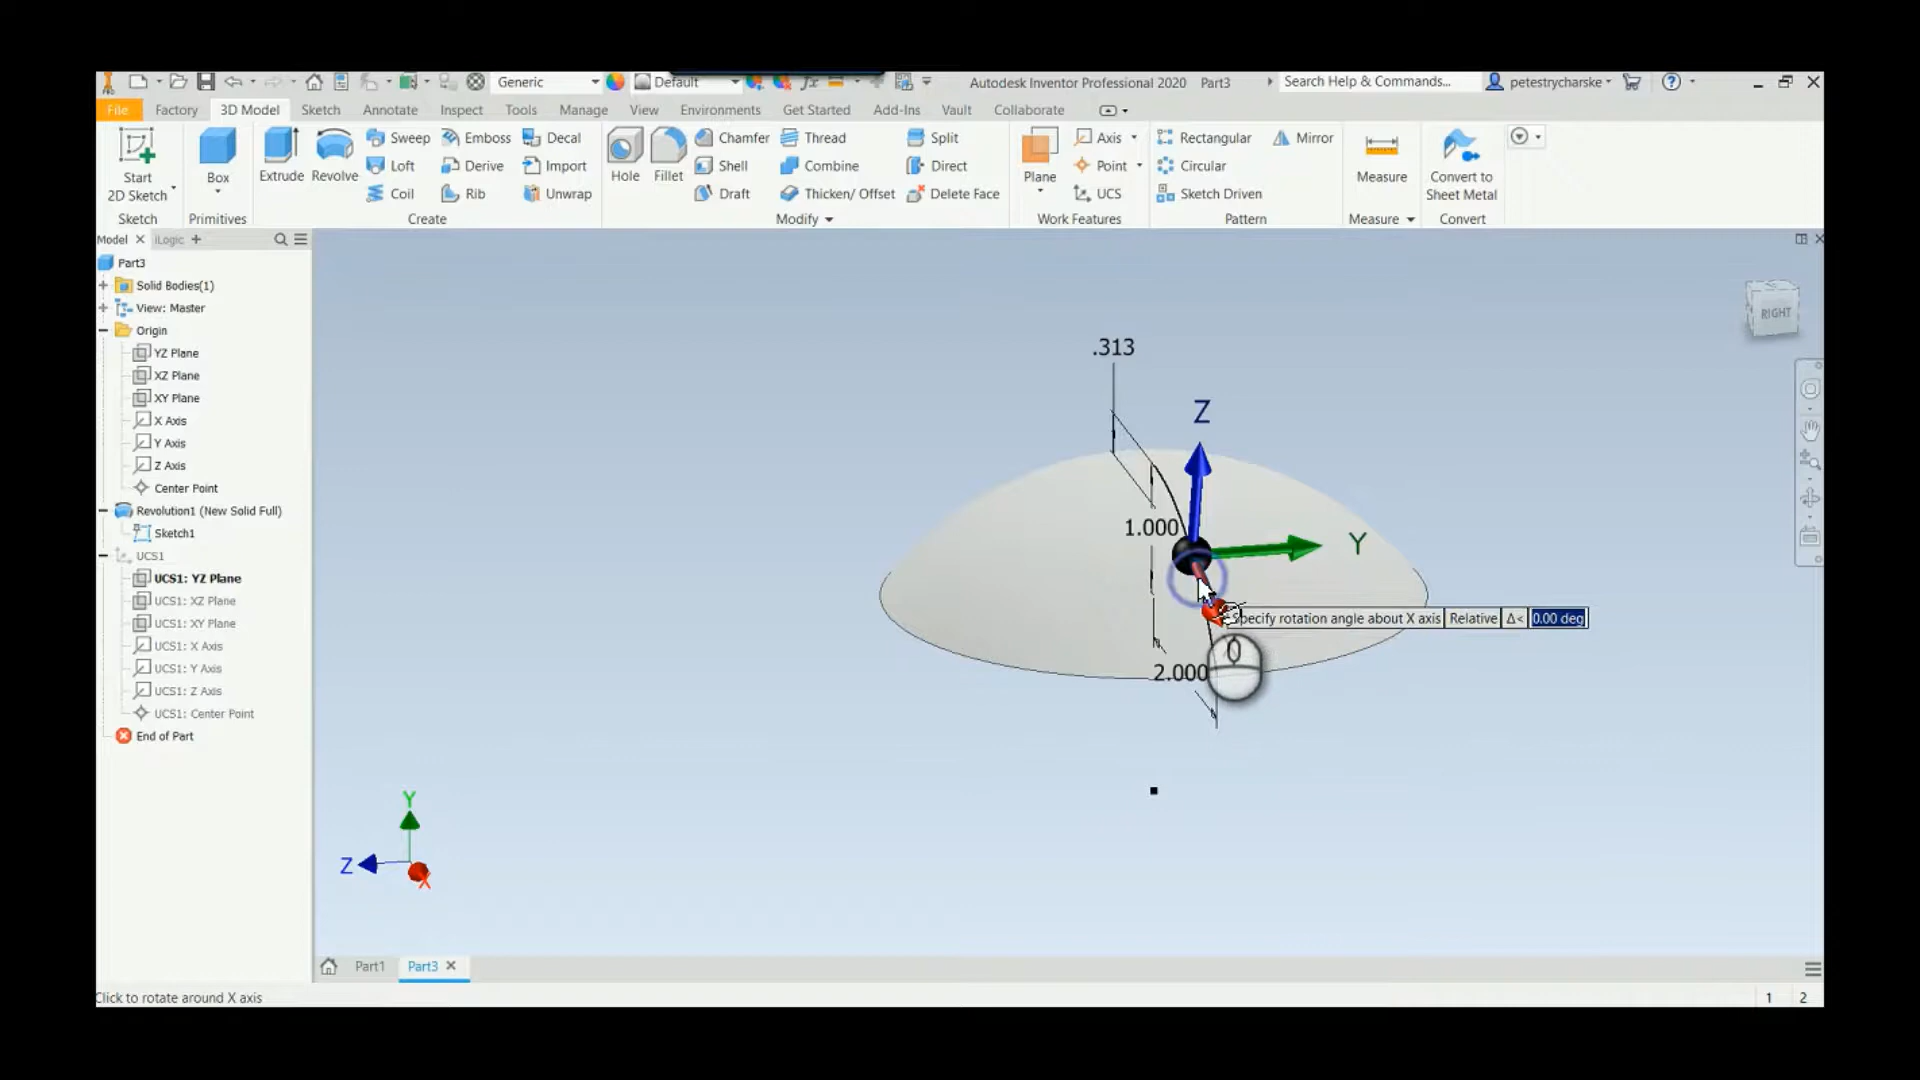 Generic
Default
Autodesk Inventor Professional 2020 Part3
Search Help & Commands...
petestrycharske
File Factory 3D Model Sketch Annotate Inspect Tools Manage View Environments Get Started Add-Ins Vault Collaborate
Start
2D Sketch
Sketch
Box
Primitives
Extrude
Revolve
Sweep Emboss Decal
Loft Derive Import
Coil Rib Unwrap
Create
Hole
Fillet
Chamfer Thread Split
Shell Combine Direct
Draft Thicken/ Offset Delete Face
Modify
Plane
Axis
Point
UCS
Work Features
Rectangular Mirror
Circular
Sketch Driven
Pattern
Measure
Measure
Convert to
Sheet Metal
Convert
Model iLogic
Part3
Solid Bodies(1)
View: Master
Origin
YZ Plane
XZ Plane
XY Plane
X Axis
Y Axis
Z Axis
Center Point
Revolution1 (New Solid Full)
Sketch1
UCS1
UCS1: YZ Plane
UCS1: XZ Plane
UCS1: XY Plane
UCS1: X Axis
UCS1: Y Axis
UCS1: Z Axis
UCS1: Center Point
End of Part
RIGHT
.313
Z
1.000
Y
Specify rotation angle about X axis Relative Δ< 0.00 deg
2.000
Y
Z
X
Part1 Part3
Click to rotate around X axis
1 2